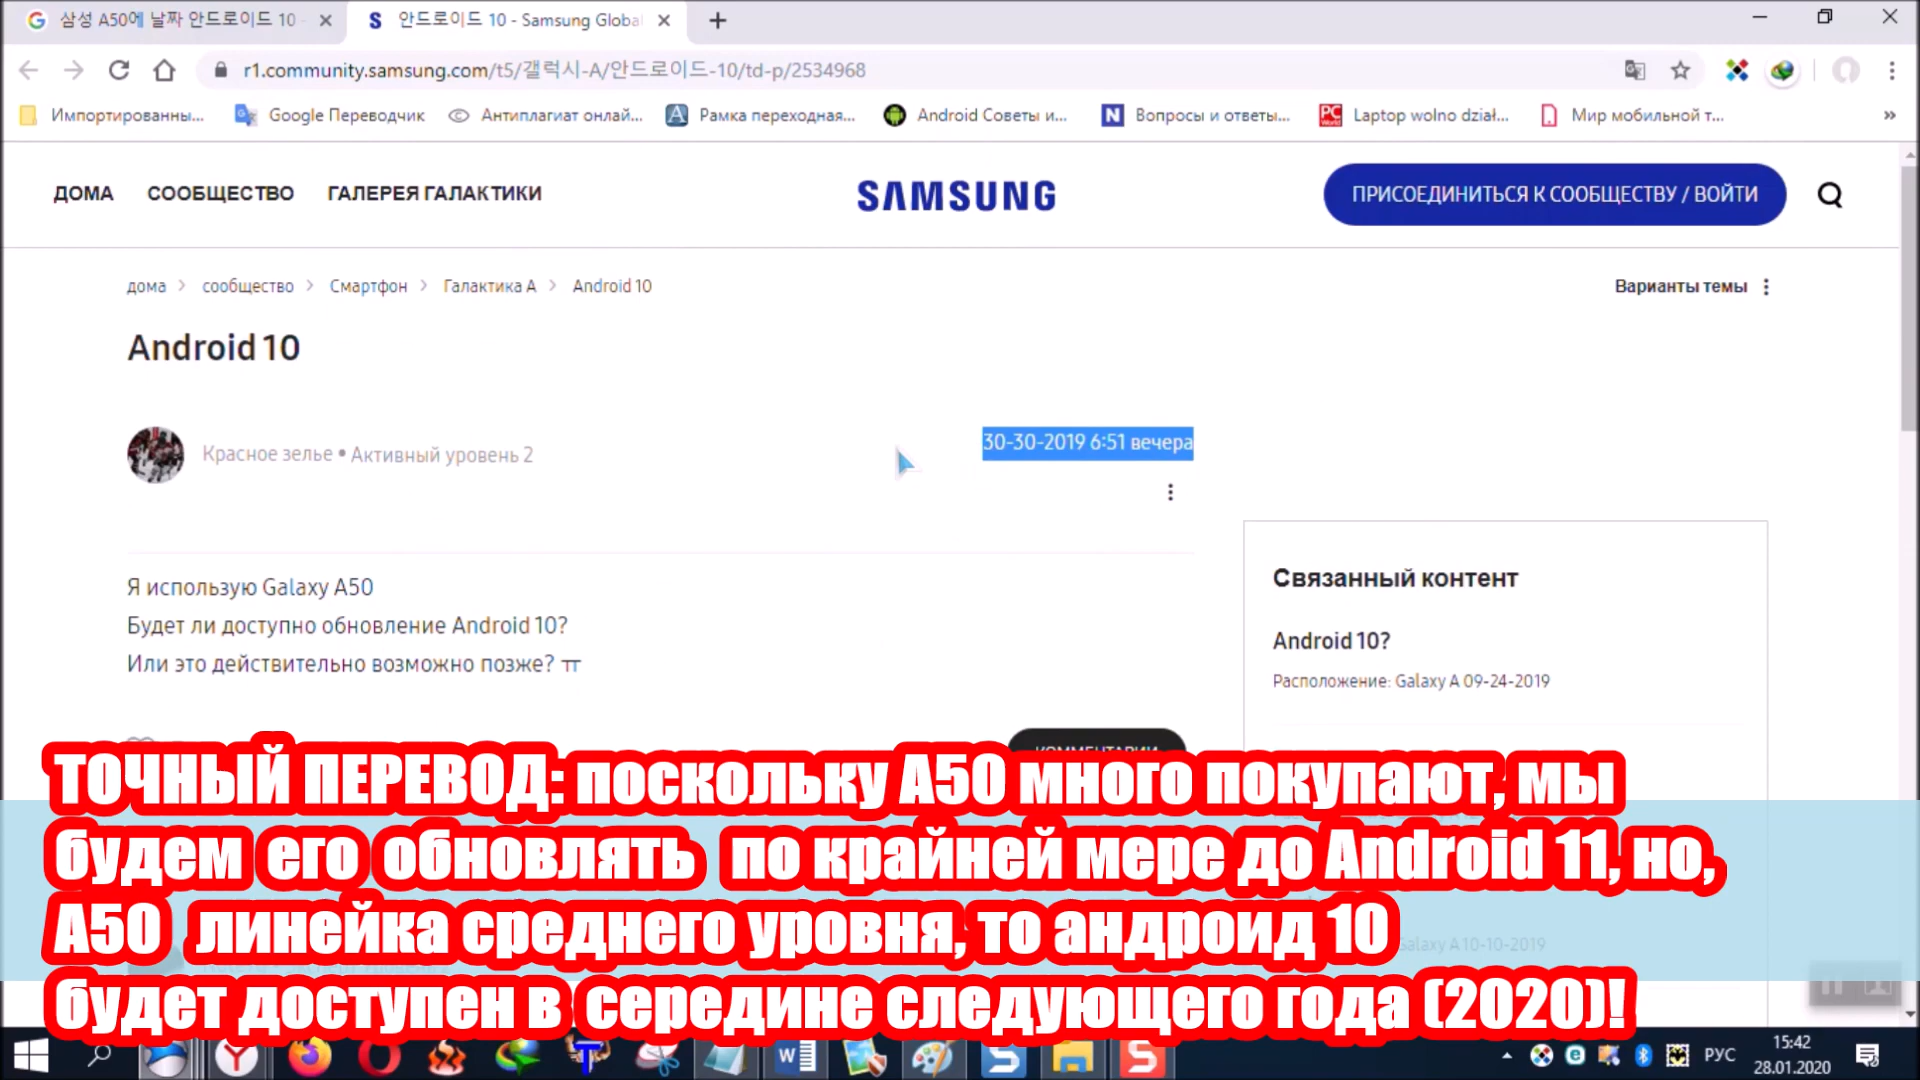 삼성 A50에 날짜 안드로이드 10
안드로이드 10 - Samsung Globa
r1.community.samsung.com/t5/갤럭시-A/안드로이드-10/td-p/2534968
Импортированны...
Google Переводчик
Антиплагиат онлай...
Рамка переходная...
Android Советы и...
Вопросы и ответы...
Laptop wolno dział...
Мир мобильной т...
ДОМА СООБЩЕСТВО ГАЛЕРЕЯ ГАЛАКТИКИ
SAMSUNG
ПРИСОЕДИНИТЬСЯ К СООБЩЕСТВУ / ВОЙТИ
дома > сообщество > Смартфон > Галактика А > Android 10
Варианты темы
Android 10
Красное зелье • Активный уровень 2
30-30-2019 6:51 вечера
Я использую Galaxy A50
Будет ли доступно обновление Android 10?
Или это действительно возможно позже? ㅠ
Связанный контент
Android 10?
Расположение: Galaxy A 09-24-2019
КОММЕНТАРИИ
ТОЧНЫЙ ПЕРЕВОД: поскольку А50 много покупают, мы
будем его обновлять по крайней мере до Android 11, но,
А50 линейка среднего уровня, то андроид 10
Galaxy A 10-10-2019
будет доступен в середине следующего года (2020)!
РУС
15:42
28.01.2020